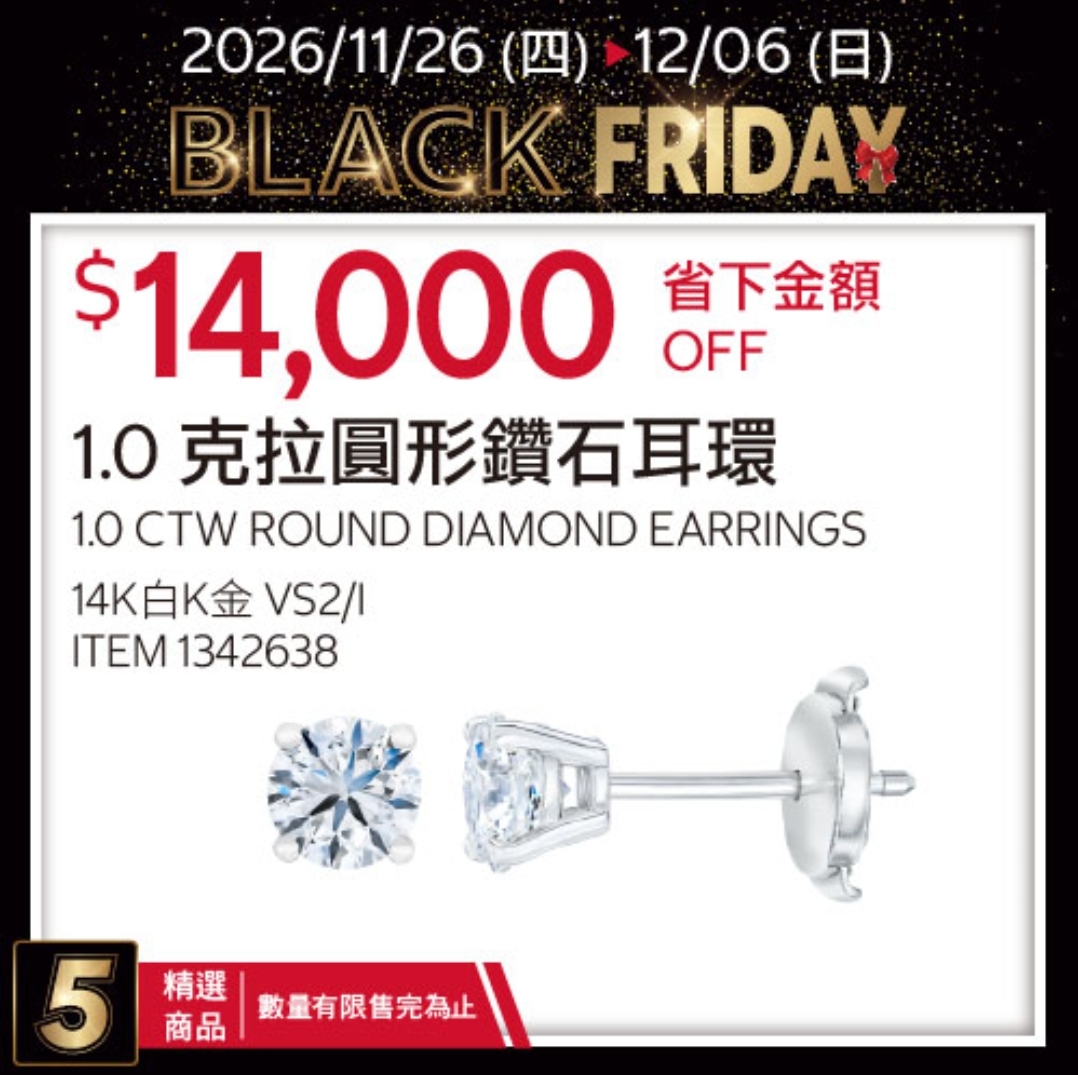 2026/11/26 (四)▶12/06 (日)
BLACK FRIDAY
$14,000 省下金額
OFF
1.0 克拉圓形鑽石耳環
1.0 CTW ROUND DIAMOND EARRINGS
14K白K金 VS2/I
ITEM 1342638
5
精選
商品
數量有限售完為止